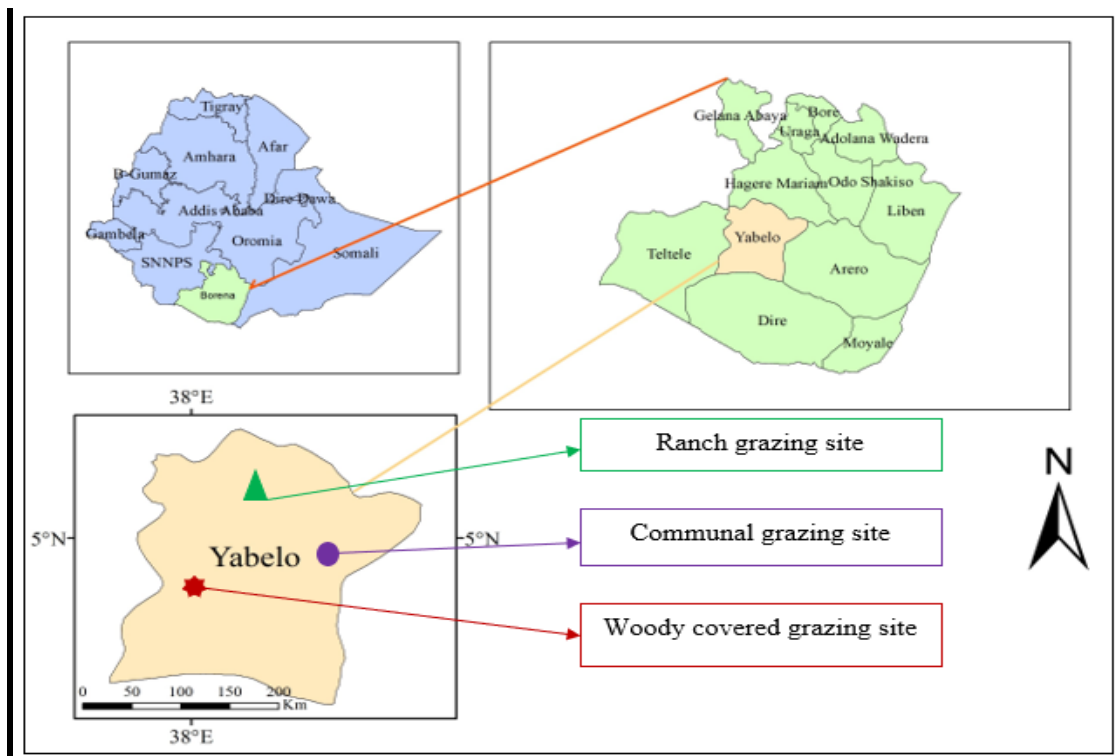 Tigray
Afar
Amhara
B-Gumaz
Dire Dawa
Addis Ababa
Gambela
Oromia
SNNPS
Somali
Borena
Gelana Abaya
Bore
Uraga
Adolana Wadera
Hagere Mariam
Odo Shakiso
Liben
Yabelo
Teltele
Arero
Dire
Moyale
38°E
Ranch grazing site
N
5°N
5°N
Yabelo
Communal grazing site
Woody covered grazing site
0 50 100 150 200
Km
38°E